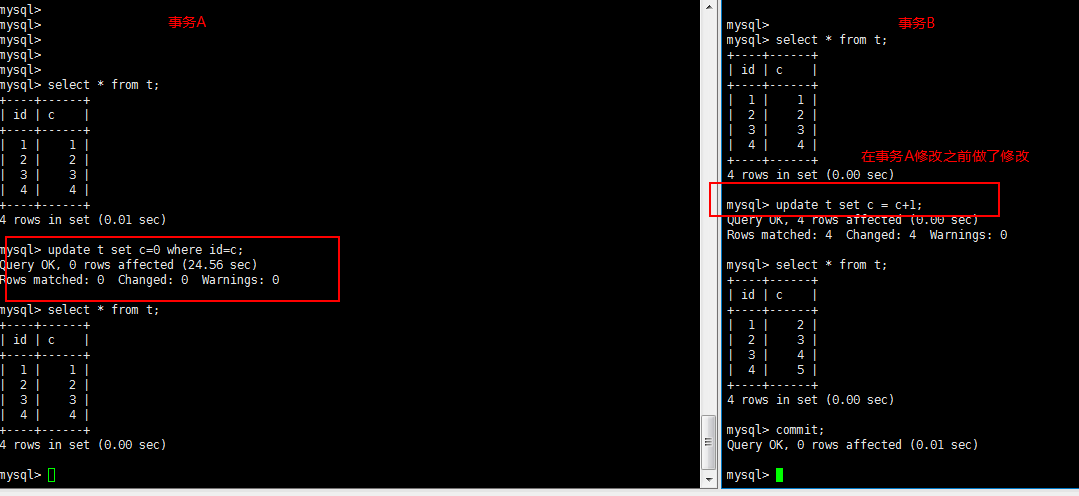 mysql>
mysql>
mysql>
mysql>
mysql>
事务A
mysql> select * from t;
+----+------+
| id | c    |
+----+------+
|  1 |    1 |
|  2 |    2 |
|  3 |    3 |
|  4 |    4 |
+----+------+
4 rows in set (0.01 sec)
mysql> update t set c=0 where id=c;
Query OK, 0 rows affected (24.56 sec)
Rows matched: 0  Changed: 0  Warnings: 0
mysql> select * from t;
+----+------+
| id | c    |
+----+------+
|  1 |    1 |
|  2 |    2 |
|  3 |    3 |
|  4 |    4 |
+----+------+
4 rows in set (0.00 sec)
mysql>
事务B
mysql>
mysql> select * from t;
+----+------+
| id | c    |
+----+------+
|  1 |    1 |
|  2 |    2 |
|  3 |    3 |
|  4 |    4 |
+----+------+
在事务A修改之前做了修改
4 rows in set (0.00 sec)
mysql> update t set c = c+1;
Query OK, 4 rows affected (0.00 sec)
Rows matched: 4  Changed: 4  Warnings: 0
mysql> select * from t;
+----+------+
| id | c    |
+----+------+
|  1 |    2 |
|  2 |    3 |
|  3 |    4 |
|  4 |    5 |
+----+------+
4 rows in set (0.00 sec)
mysql> commit;
Query OK, 0 rows affected (0.01 sec)
mysql>